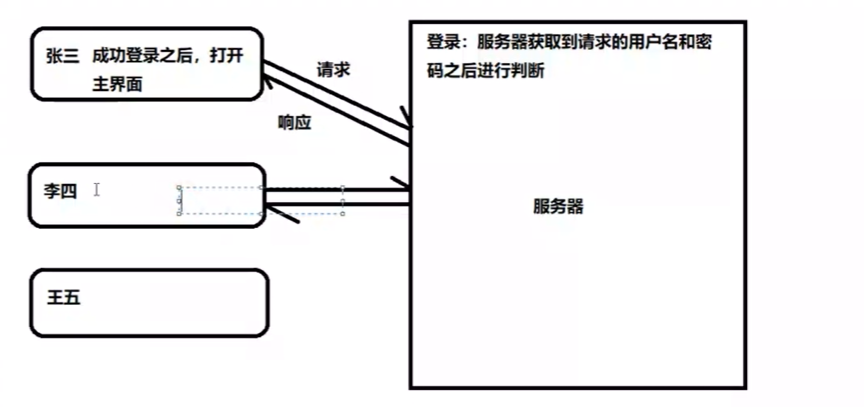 张三 成功登录之后，打开
主界面
请求
响应
李四
王五
登录：服务器获取到请求的用户名和密
码之后进行判断
服务器